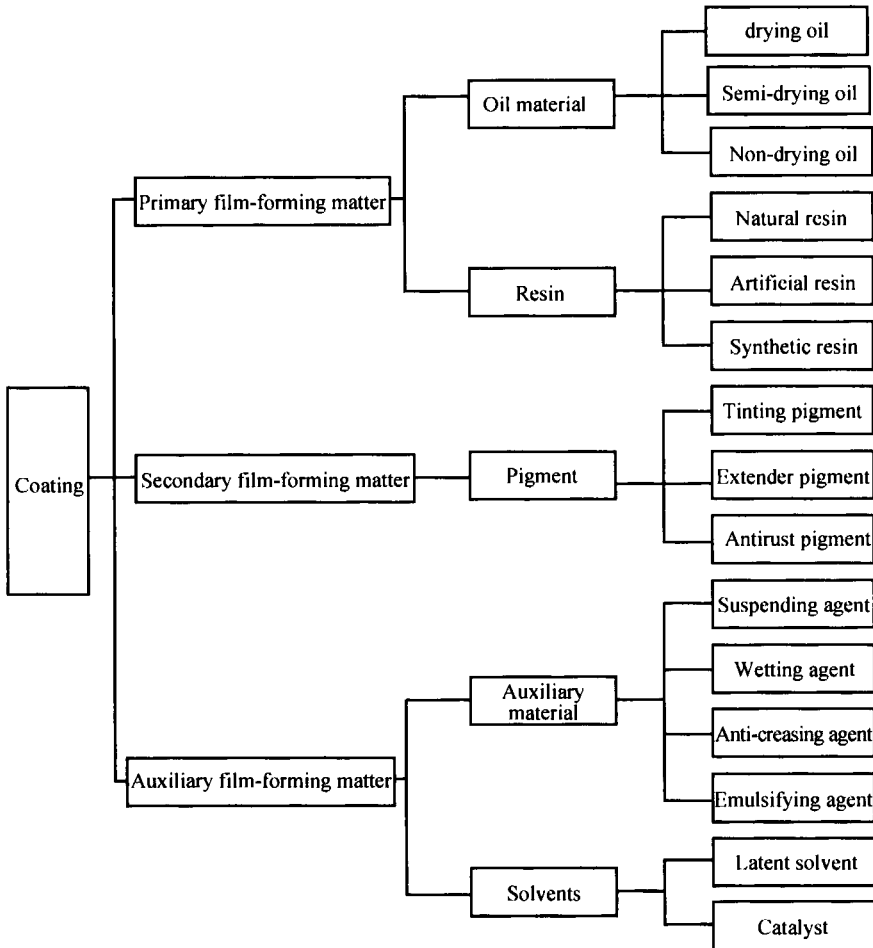 drying oil
Oil material
Semi-drying oil
Non-drying oil
Primary film-forming matter
Natural resin
Resin
Artificial resin
Synthetic resin
Tinting pigment
Coating
Secondary film-forming matter
Pigment
Extender pigment
Antirust pigment
Suspending agent
Wetting agent
Auxiliary
material
Anti-creasing agent
Auxiliary film-forming matter
Emulsifying agent
Latent solvent
Solvents
Catalyst